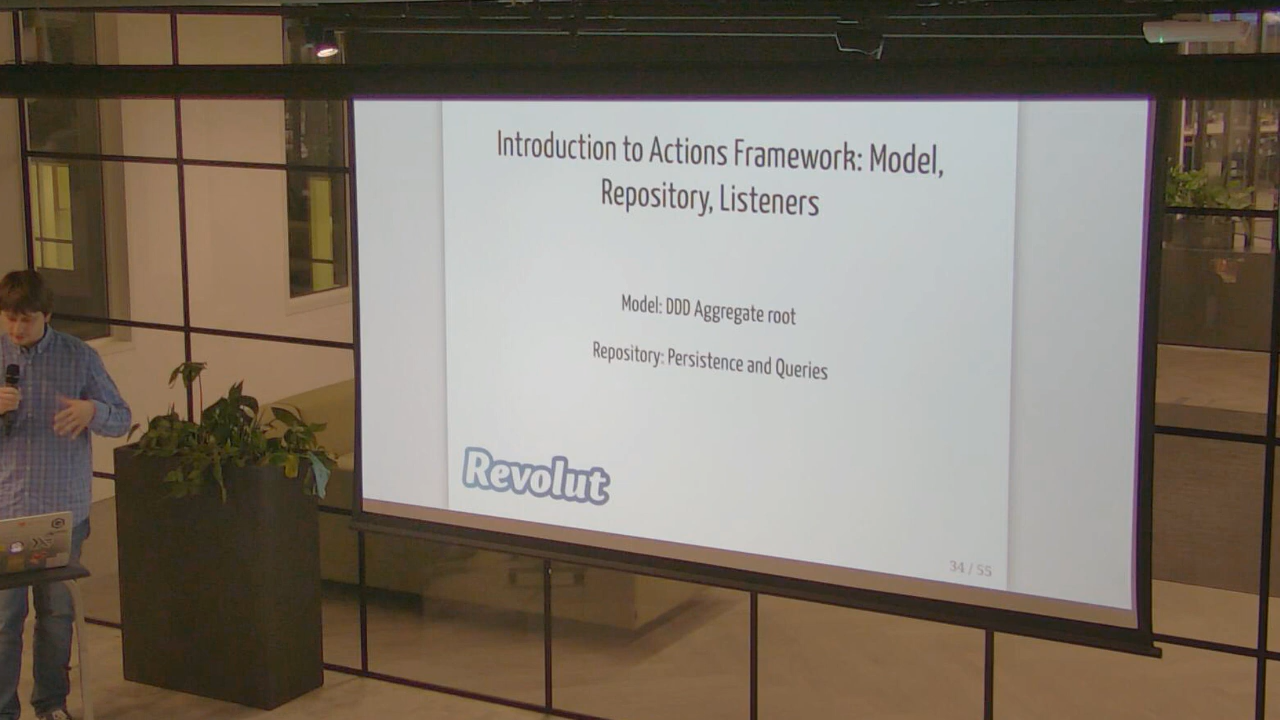 Introduction to Actions Framework: Model,
Repository, Listeners
Model: DDD Aggregate root
Repository: Persistence and Queries
Revolut
34 / 55